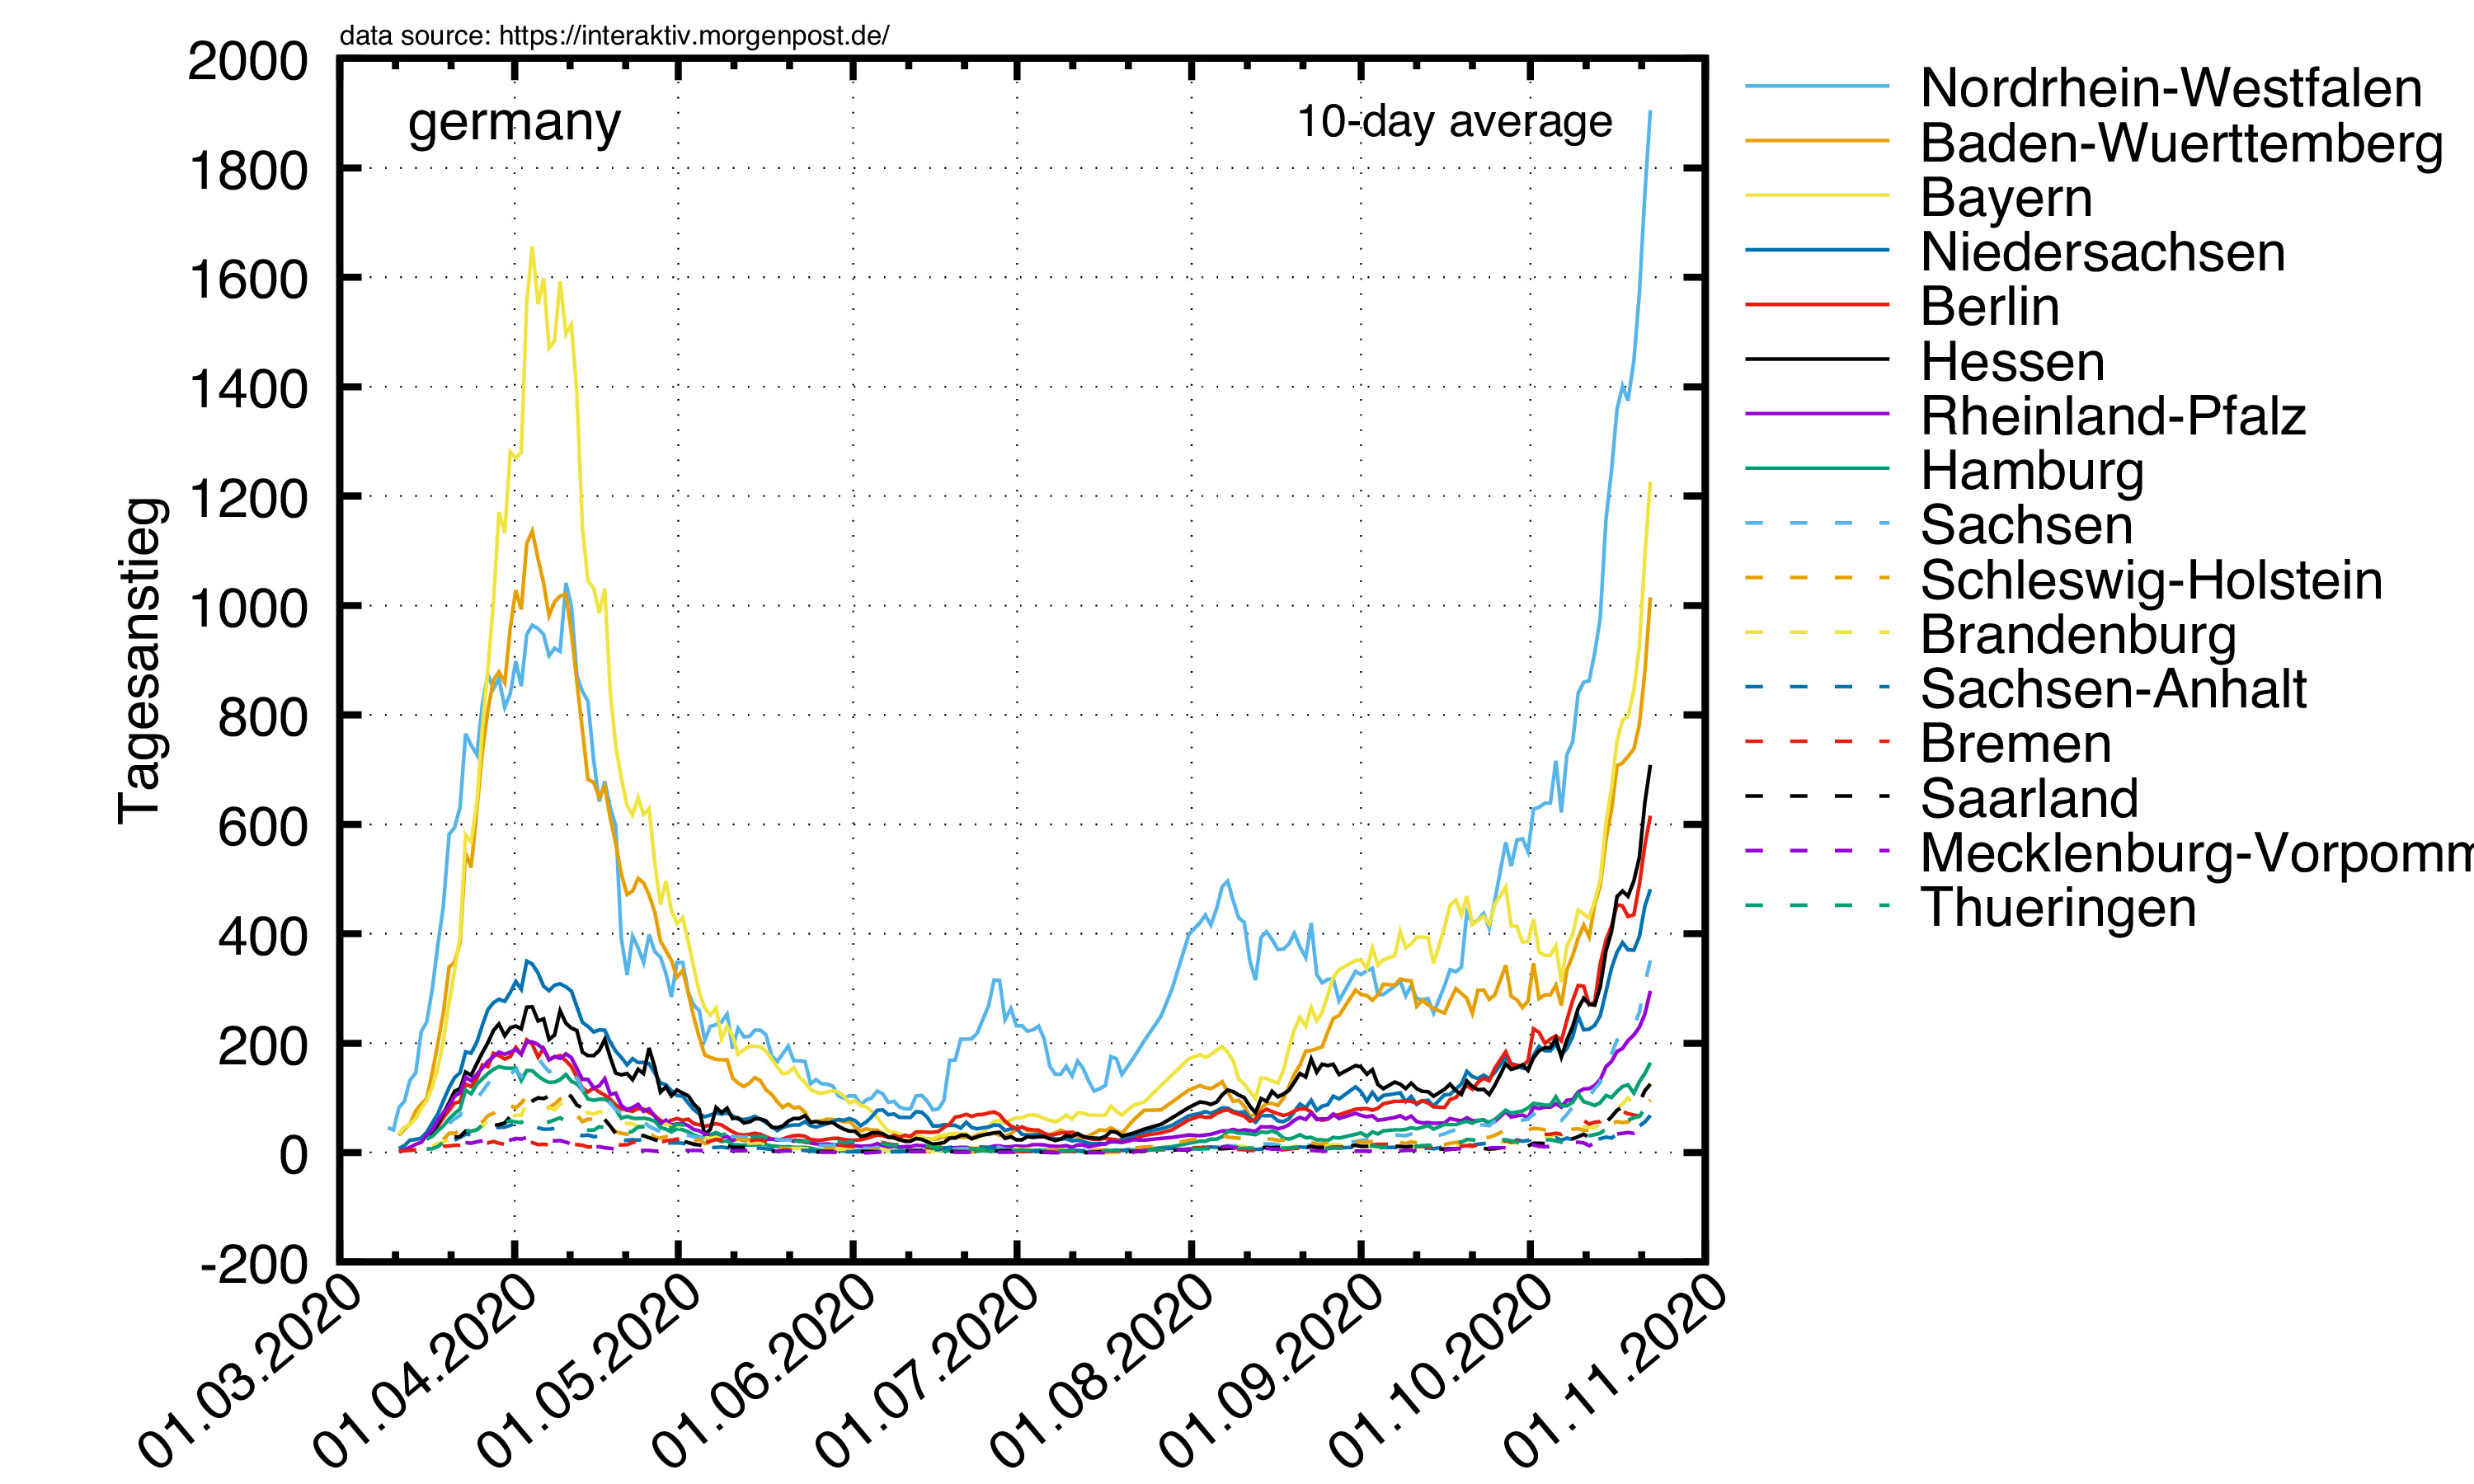 data source: https://interaktiv.morgenpost.de/
germany
10-day average
Tagesanstieg
2000
1800
1600
1400
1200
1000
800
600
400
200
0
-200
01.03.2020
01.04.2020
01.05.2020
01.06.2020
01.07.2020
01.08.2020
01.09.2020
01.10.2020
01.11.2020
Nordrhein-Westfalen
Baden-Wuerttemberg
Bayern
Niedersachsen
Berlin
Hessen
Rheinland-Pfalz
Hamburg
Sachsen
Schleswig-Holstein
Brandenburg
Sachsen-Anhalt
Bremen
Saarland
Mecklenburg-Vorpomm
Thueringen